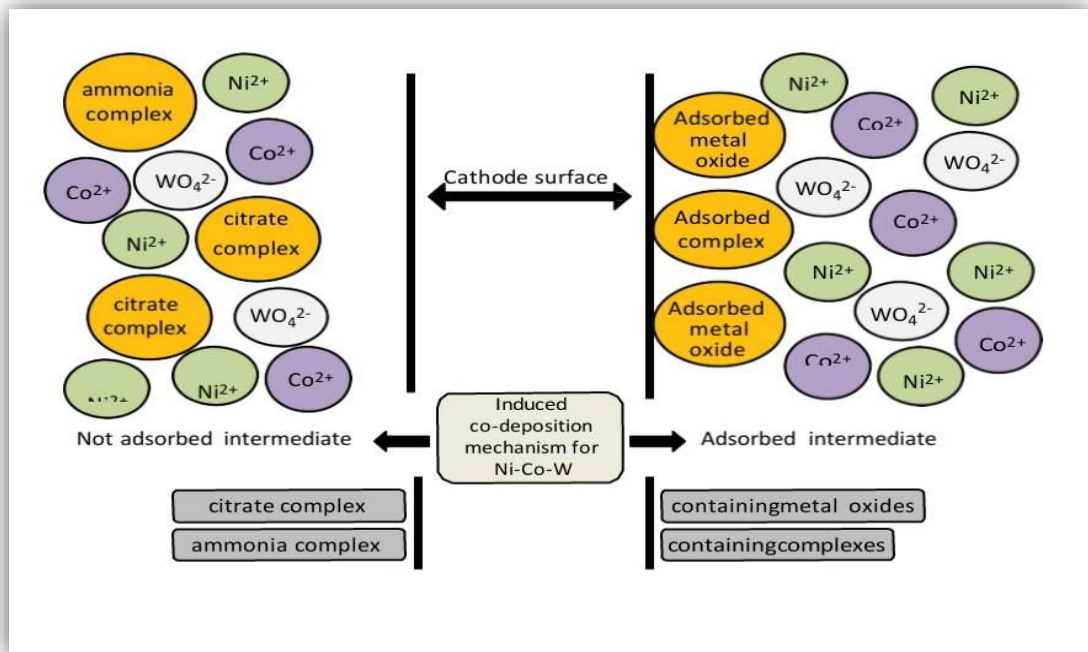 ammonia
complex
Ni²⁺
Co²⁺
Co²⁺
WO₄²⁻
Ni²⁺
citrate
complex
citrate
complex
WO₄²⁻
Ni²⁺
Co²⁺
Cathode surface
Ni²⁺
Ni²⁺
Adsorbed
metal
oxide
Co²⁺
WO₄²⁻
WO₄²⁻
Adsorbed
complex
Co²⁺
Ni²⁺
Ni²⁺
Adsorbed
metal
oxide
WO₄²⁻
Co²⁺
Co²⁺
Ni²⁺
Not adsorbed intermediate
Induced
co-deposition
mechanism for
Ni-Co-W
Adsorbed intermediate
citrate complex
ammonia complex
containingmetal oxides
containingcomplexes